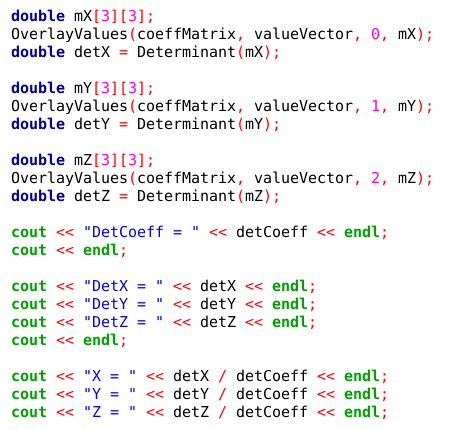 double mX[3][3];
OverlayValues(coeffMatrix, valueVector, 0, mX);
double detX = Determinant(mX);
double mY[3][3];
OverlayValues(coeffMatrix, valueVector, 1, mY);
double detY = Determinant(mY);
double mZ[3][3];
OverlayValues(coeffMatrix, valueVector, 2, mZ);
double detZ = Determinant(mZ);
cout << "DetCoeff = " << detCoeff << endl;
cout << endl;
cout << "DetX = " << detX << endl;
cout << "DetY = " << detY << endl;
cout << "DetZ = " << detZ << endl;
cout << endl;
cout << "X = " << detX / detCoeff << endl;
cout << "Y = " << detY / detCoeff << endl;
cout << "Z = " << detZ / detCoeff << endl;